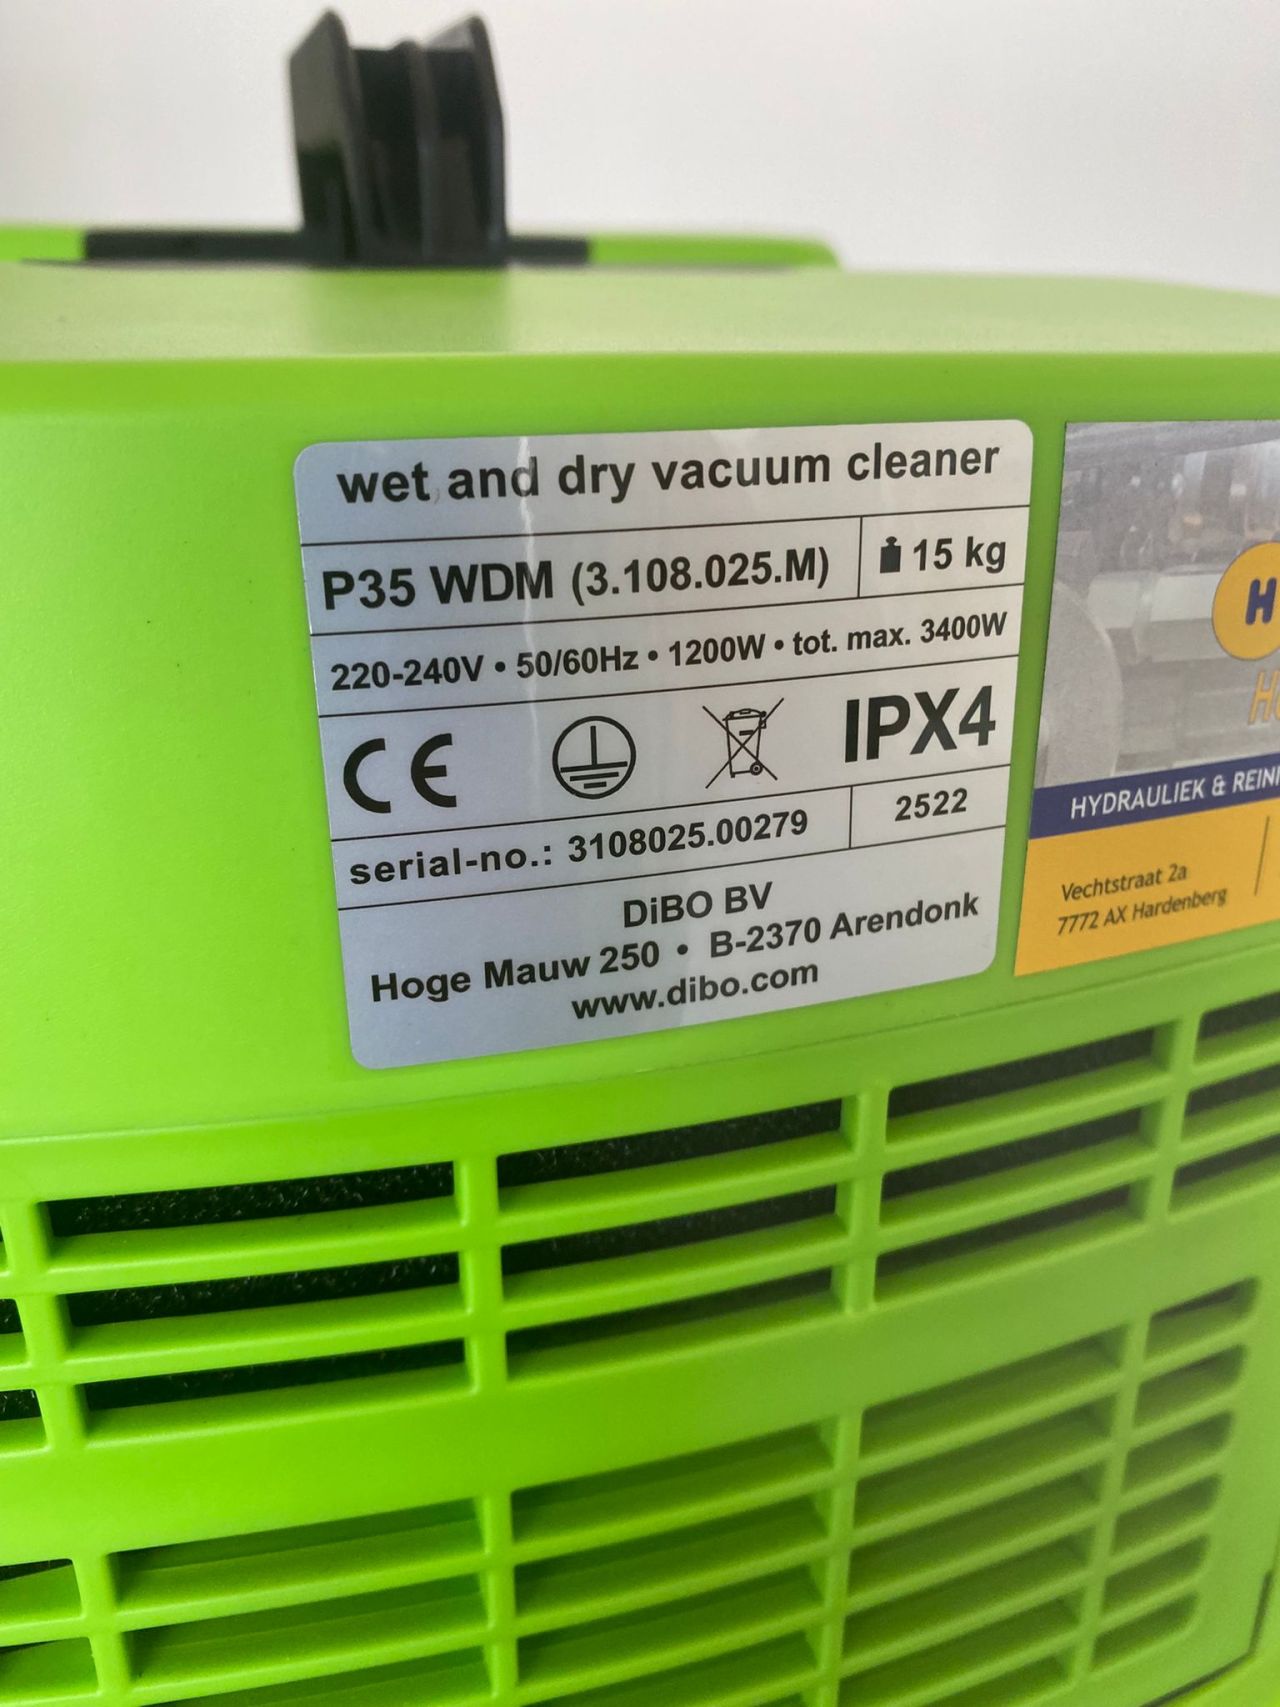 wet and dry vacuum cleaner
P35 WDM (3.108.025.M) 15 kg
220-240V • 50/60Hz • 1200W • tot. max. 3400W
CE IPX4
serial-no.: 3108025.00279 2522
DiBO BV
Hoge Mauw 250 • B-2370 Arendonk
www.dibo.com
H
HYDRAULIEK &
Vechtstraat 2a
7772 AX Hardenberg